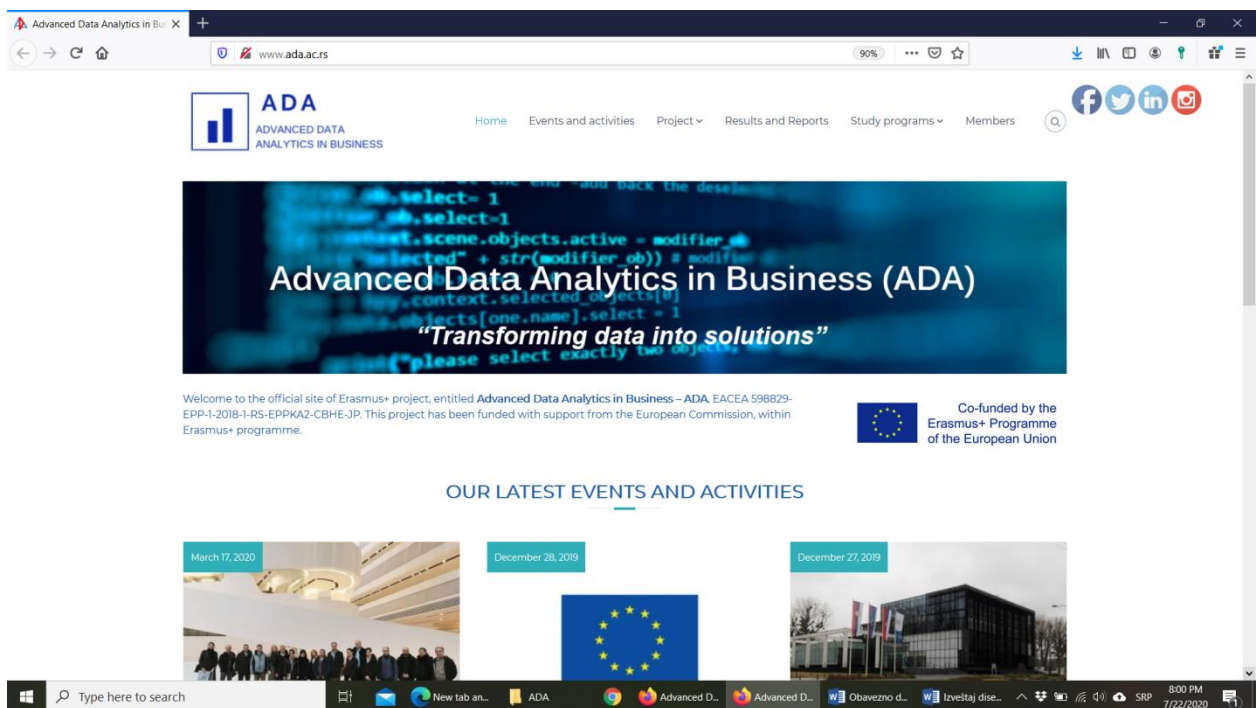 Advanced Data Analytics in Bus
www.ada.ac.rs
90%
ADA
ADVANCED DATA
ANALYTICS IN BUSINESS
Home
Events and activities
Project
Results and Reports
Study programs
Members
select= 1
.select=1
.scene.objects.active = modifier_ob
selected" + str(modifier_ob)) # modifi
.context.selected_objects[0]
objects[one.name].select = 1
("please select exactly two objects,
Advanced Data Analytics in Business (ADA)
“Transforming data into solutions”
Welcome to the official site of Erasmus+ project, entitled Advanced Data Analytics in Business – ADA, EACEA 598829-
EPP-1-2018-1-RS-EPPKA2-CBHE-JP. This project has been funded with support from the European Commission, within
Erasmus+ programme.
Co-funded by the
Erasmus+ Programme
of the European Union
OUR LATEST EVENTS AND ACTIVITIES
March 17, 2020
December 28, 2019
December 27, 2019
Type here to search
New tab an...
ADA
Advanced D...
Advanced D...
Obavezno d...
Izveštaj dise...
SRP
8:00 PM
7/22/2020